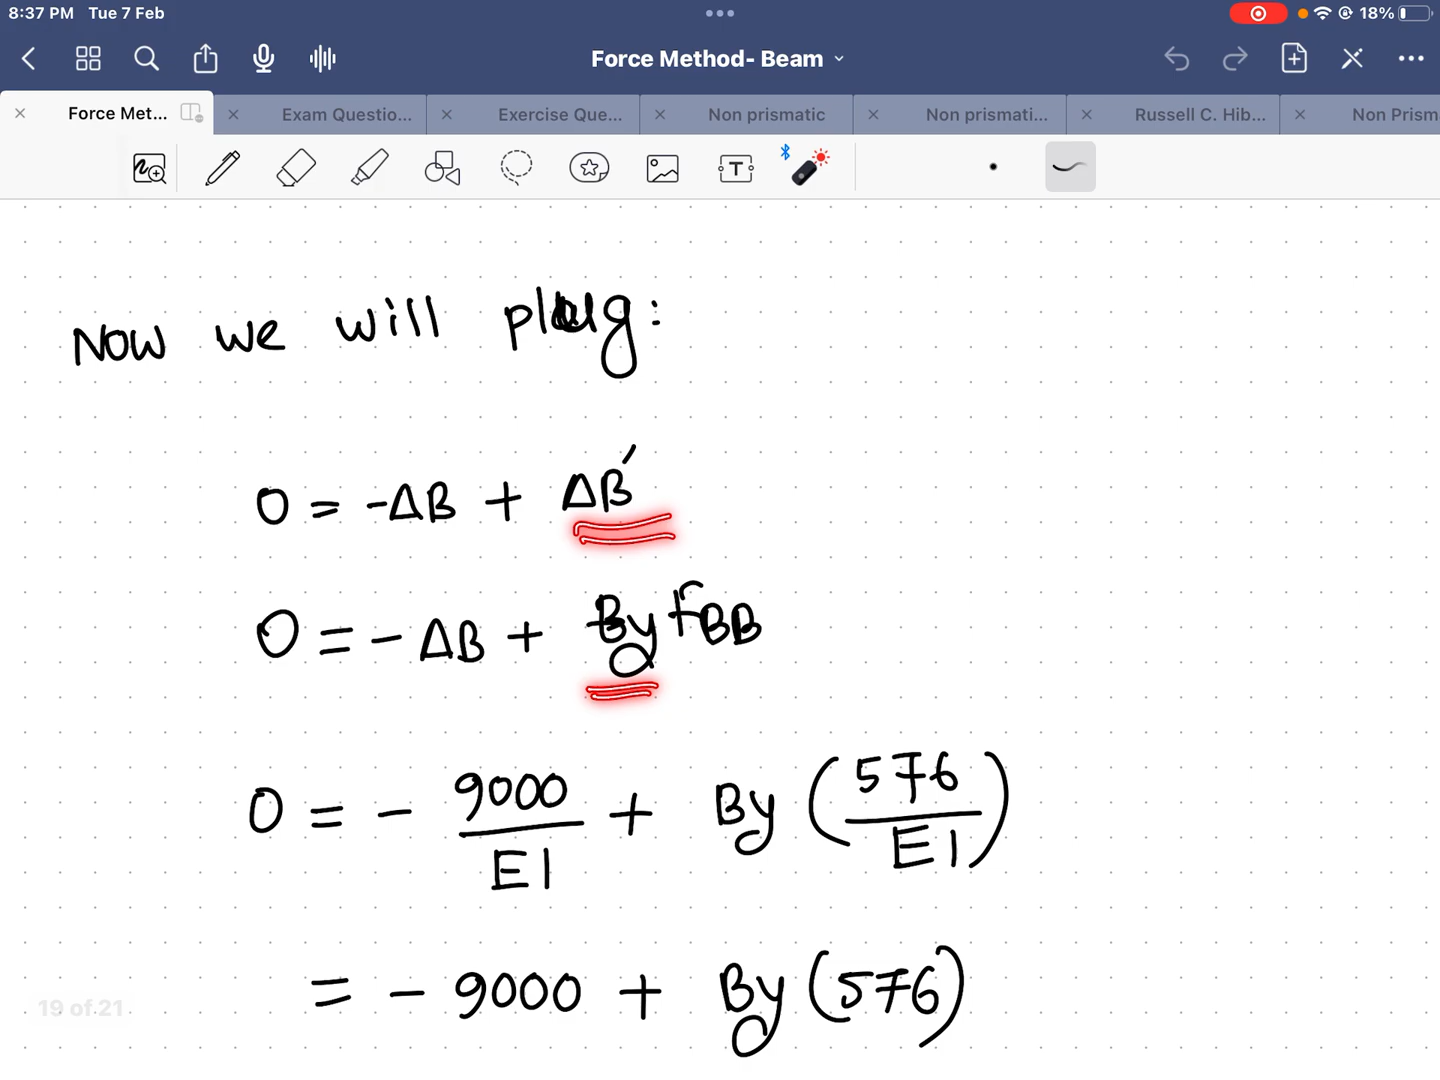 8:37 PM Tue 7 Feb
18%
Force Method- Beam
Force Met...
Exam Questio...
Exercise Que...
Non prismatic
Non prismati...
Russell C. Hib...
Non Prism
T
Now we will plug:
0 = -ΔB + ΔB′
0 = - ΔB + By FBB
0 = - 9000/EI + By (576/EI)
= - 9000 + By (576)
19 of 21